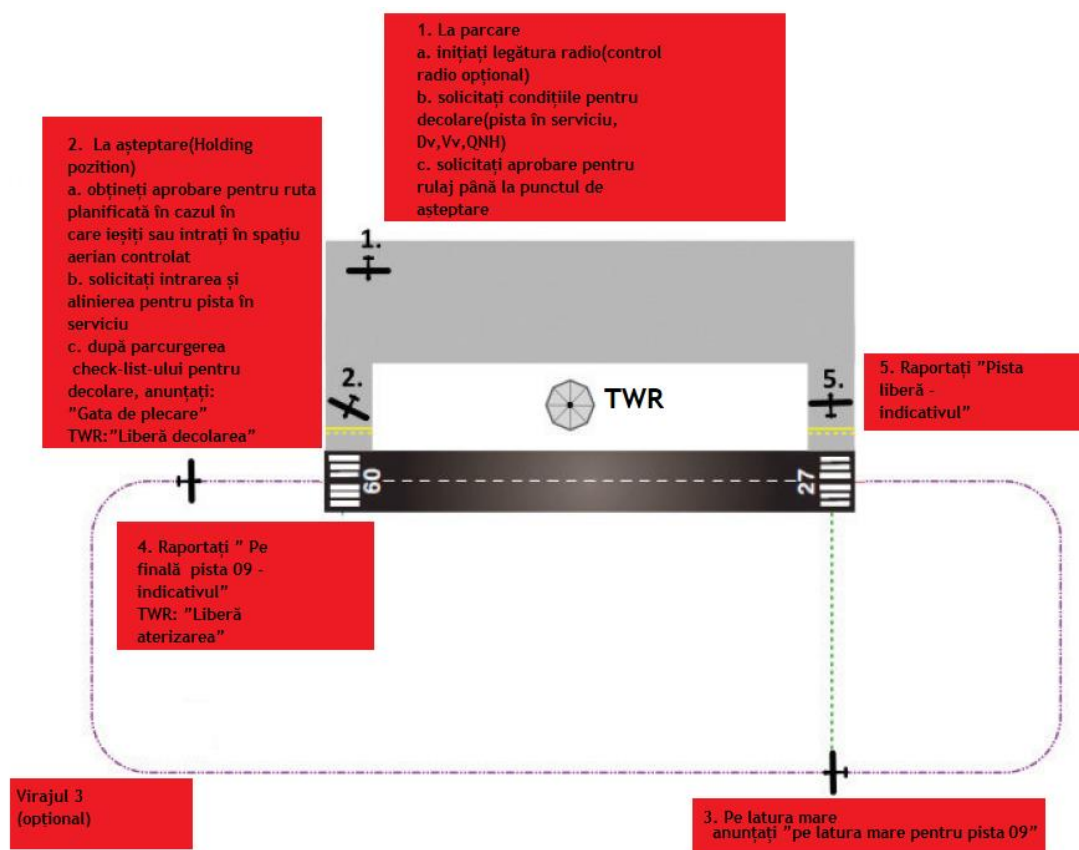 1. La parcare
a. inițiați legătura radio(control
radio opțional)
b. solicitați condițiile pentru
decolare(pista în serviciu,
Dv,Vv,QNH)
c. solicitați aprobare pentru
rulaj până la punctul de
așteptare
2. La așteptare(Holding
pozition)
a. obțineți aprobare pentru ruta
planificată în cazul în
care ieșiți sau intrați în spațiu
aerian controlat
b. solicitați intrarea și
alinierea pentru pista în
serviciu
c. după parcurgerea
check-list-ului pentru
decolare, anunțați:
"Gata de plecare"
TWR:"Liberă decolarea"
1.
2.
TWR
5.
5. Raportați "Pista
liberă -
indicativul"
09
27
4. Raportați " Pe
finală pista 09 -
indicativul"
TWR: "Liberă
aterizarea"
Virajul 3
(opțional)
3. Pe latura mare
anunțați "pe latura mare pentru pista 09"